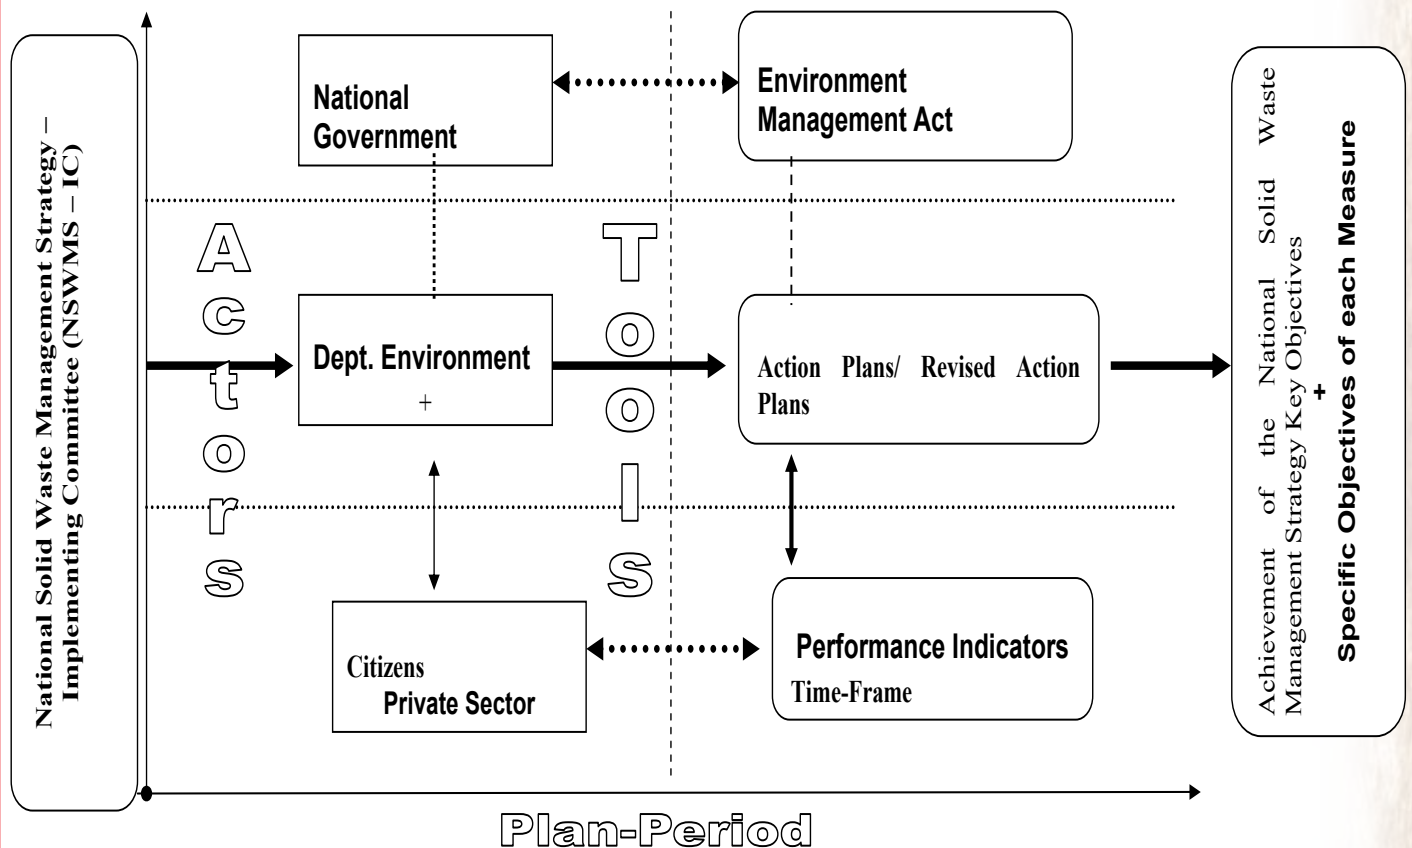 National Solid Waste Management Strategy –
Implementing Committee (NSWMS – IC)
Actors
National
Government
Dept. Environment
+
Citizens
Private Sector
Tools
Environment
Management Act
Action Plans/ Revised Action
Plans
Performance Indicators
Time-Frame
Achievement of the National Solid Waste
Management Strategy Key Objectives
+
Specific Objectives of each Measure
Plan-Period